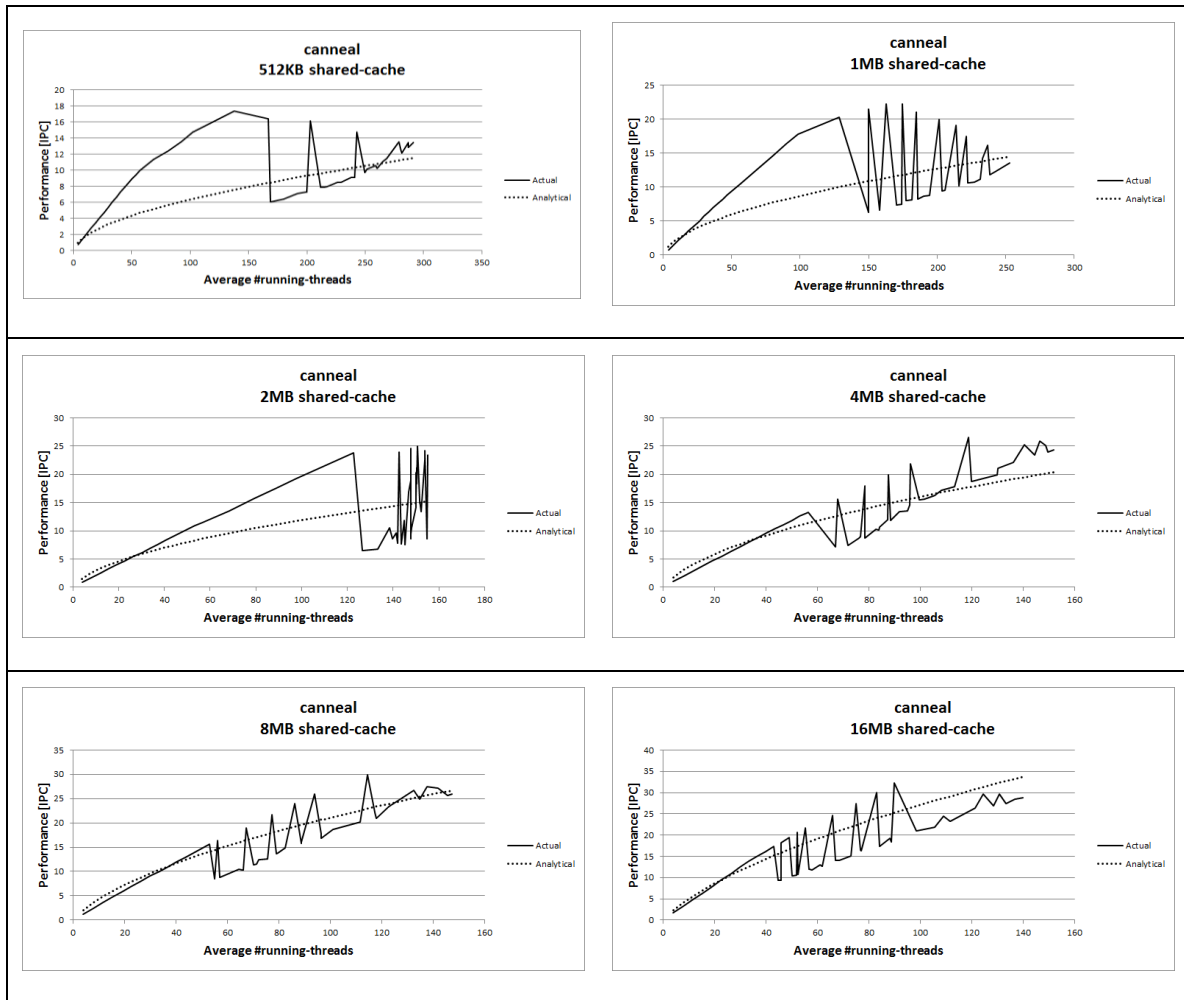 canneal
512KB shared-cache
Performance [IPC]
20
18
16
14
12
10
8
6
4
2
0
0 50 100 150 200 250 300 350
Average #running-threads
Actual
Analytical
canneal
1MB shared-cache
Performance [IPC]
25
20
15
10
5
0
0 50 100 150 200 250 300
Average #running-threads
Actual
Analytical
canneal
2MB shared-cache
Performance [IPC]
30
25
20
15
10
5
0
0 20 40 60 80 100 120 140 160 180
Average #running-threads
Actual
Analytical
canneal
4MB shared-cache
Performance [IPC]
30
25
20
15
10
5
0
0 20 40 60 80 100 120 140 160
Average #running-threads
Actual
Analytical
canneal
8MB shared-cache
Performance [IPC]
35
30
25
20
15
10
5
0
0 20 40 60 80 100 120 140 160
Average #running-threads
Actual
Analytical
canneal
16MB shared-cache
Performance [IPC]
40
35
30
25
20
15
10
5
0
0 20 40 60 80 100 120 140 160
Average #running-threads
Actual
Analytical